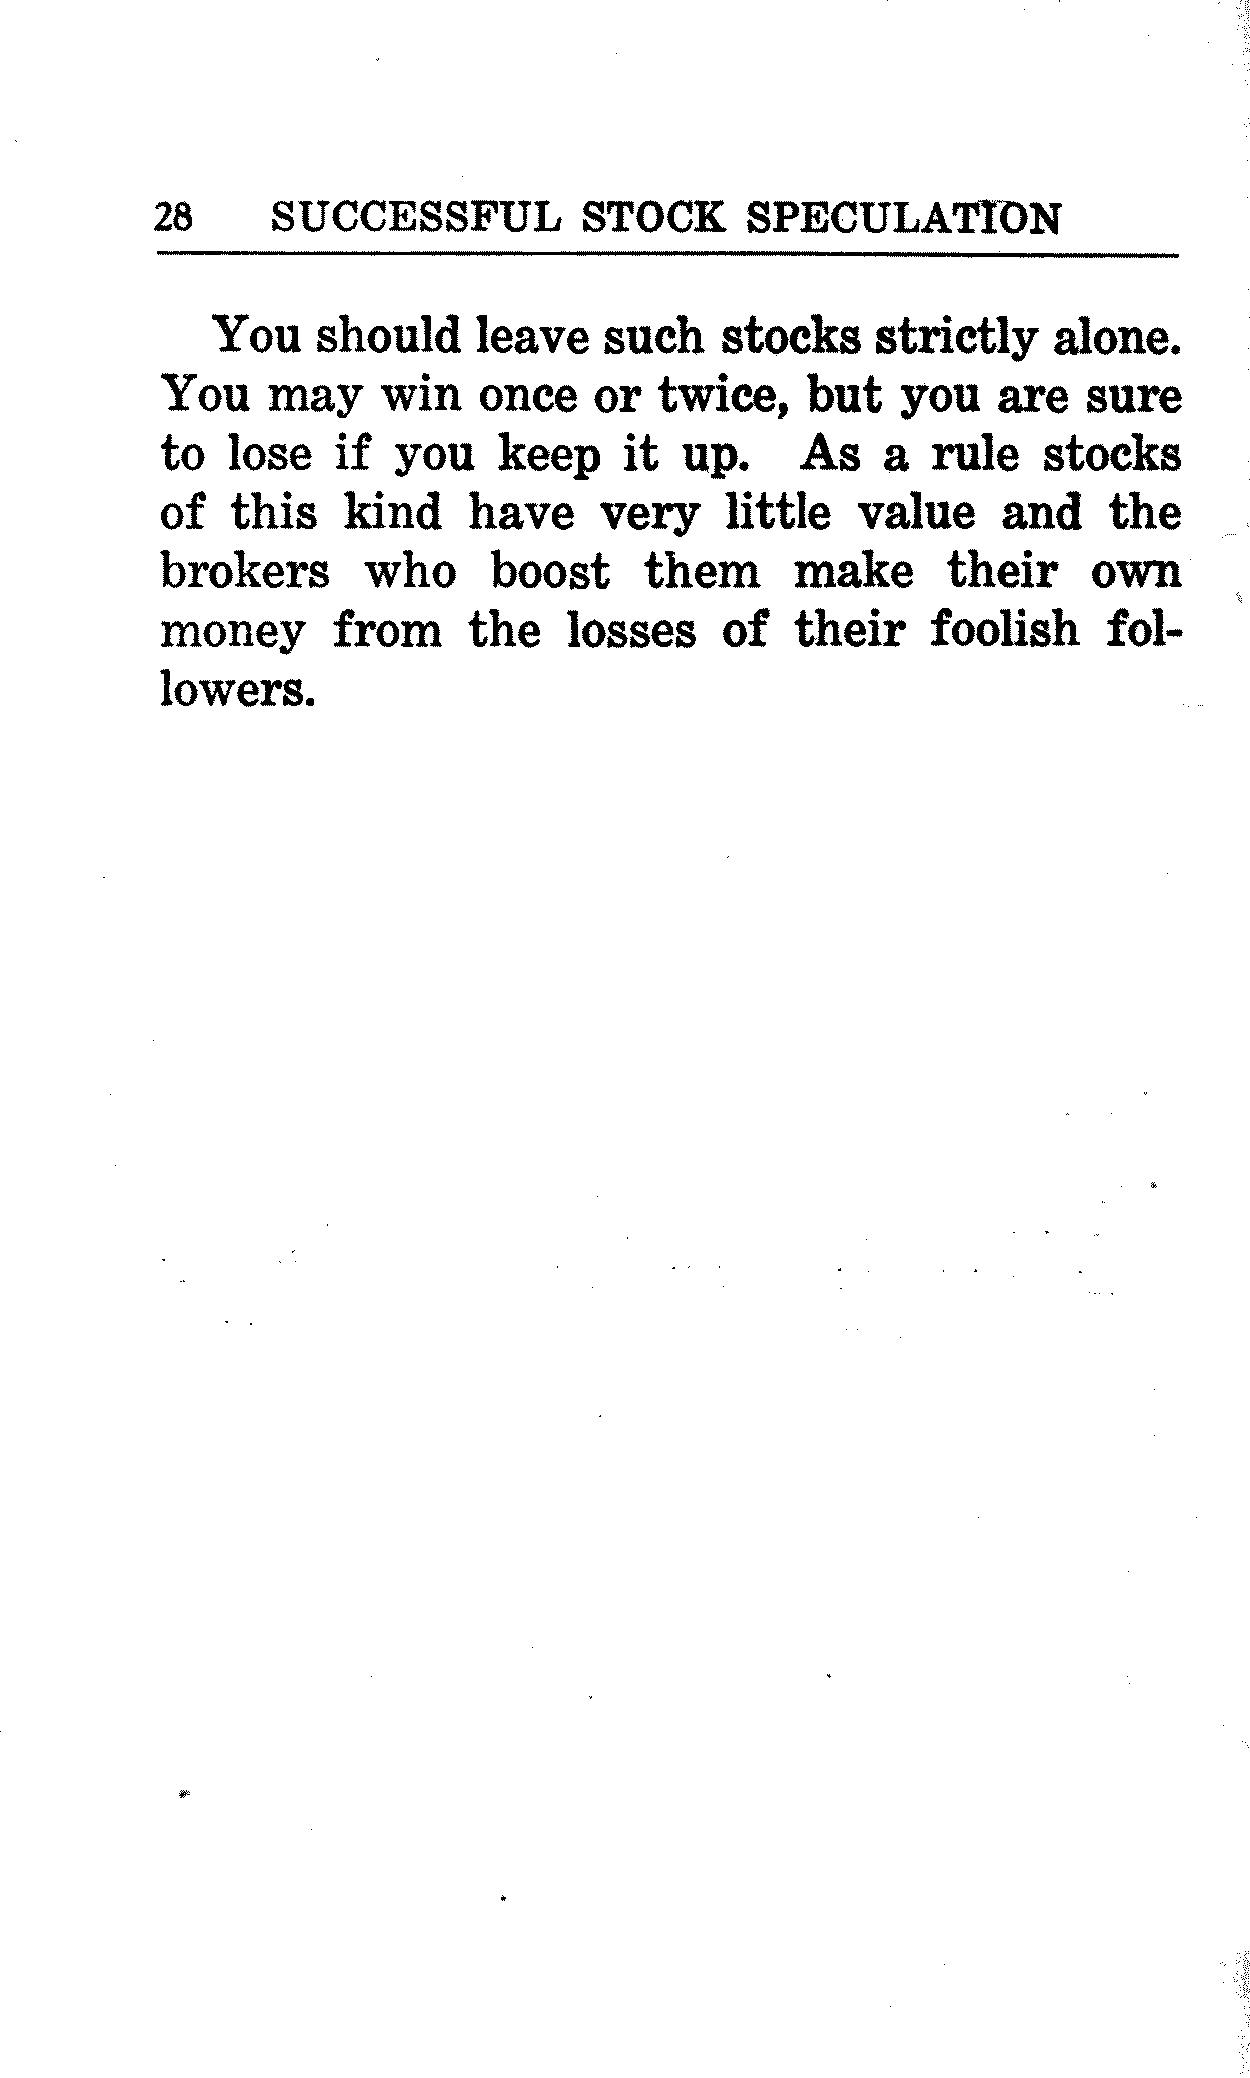 28 SUCCESSFUL STOCK SPECULATION
You should leave such stocks strictly alone.
You may win once or twice, but you are sure
to lose if you keep it up. As a rule stocks
of this kind have very little value and the
brokers who boost them make their own
money from the losses of their foolish fol-
lowers.